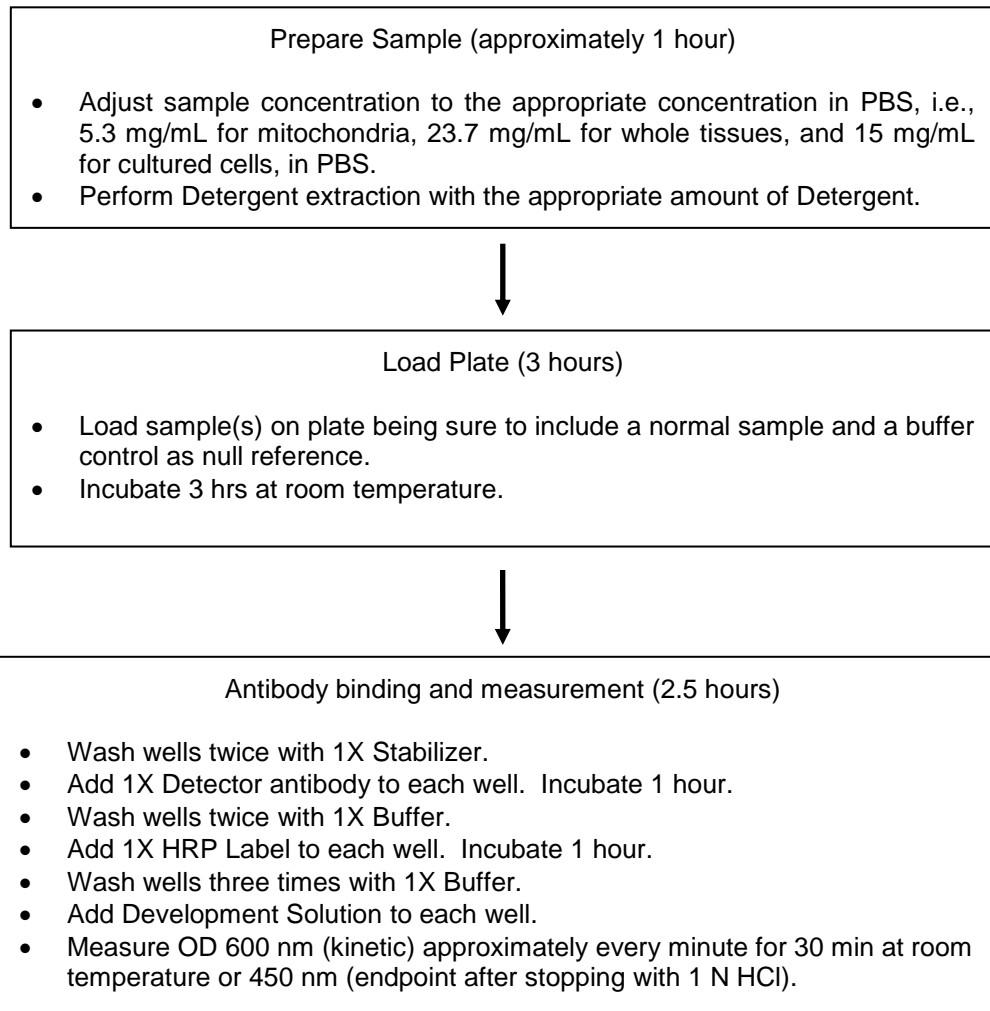 Prepare Sample (approximately 1 hour)
• Adjust sample concentration to the appropriate concentration in PBS, i.e.,
5.3 mg/mL for mitochondria, 23.7 mg/mL for whole tissues, and 15 mg/mL
for cultured cells, in PBS.
• Perform Detergent extraction with the appropriate amount of Detergent.
Load Plate (3 hours)
• Load sample(s) on plate being sure to include a normal sample and a buffer
control as null reference.
• Incubate 3 hrs at room temperature.
Antibody binding and measurement (2.5 hours)
• Wash wells twice with 1X Stabilizer.
• Add 1X Detector antibody to each well. Incubate 1 hour.
• Wash wells twice with 1X Buffer.
• Add 1X HRP Label to each well. Incubate 1 hour.
• Wash wells three times with 1X Buffer.
• Add Development Solution to each well.
• Measure OD 600 nm (kinetic) approximately every minute for 30 min at room
temperature or 450 nm (endpoint after stopping with 1 N HCl).